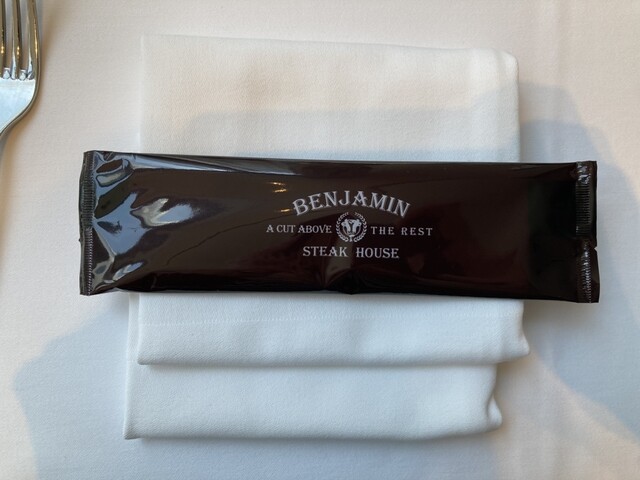 BENJAMIN
A CUT ABOVE THE REST
STEAK HOUSE